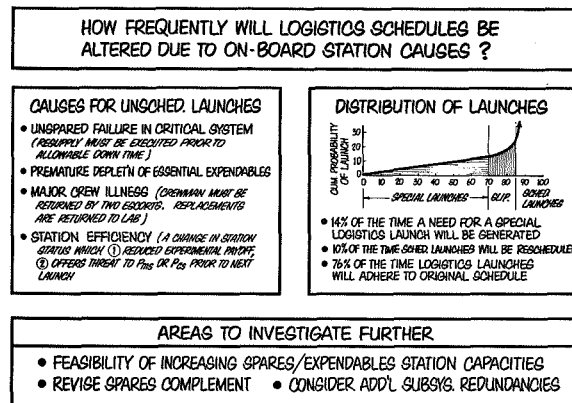 HOW FREQUENTLY WILL LOGISTICS SCHEDULES BE
ALTERED DUE TO ON-BOARD STATION CAUSES ?
CAUSES FOR UNSCHED. LAUNCHES
• UNSPARED FAILURE IN CRITICAL SYSTEM
(RESUPPLY MUST BE EXECUTED PRIOR TO
ALLOWABLE DOWN TIME)
• PREMATURE DEPLET'N OF ESSENTIAL EXPENDABLES
• MAJOR CREW ILLNESS (CREWMAN MUST BE
RETURNED BY TWO ESCORTS. REPLACEMENTS
ARE RETURNED TO LAB)
• STATION EFFICIENCY (A CHANGE IN STATION
STATUS WHICH ① REDUCED EXPERIMENTAL PAYOFF,
② OFFERS THREAT TO Pms OR Pcs PRIOR TO NEXT
LAUNCH
DISTRIBUTION OF LAUNCHES
CUM. PROBABILITY
OF LAUNCH
30
20
10
0
0 10 20 30 40 50 60 70 80 90 100
SPECIAL LAUNCHES
SLIP
SCHED.
LAUNCHES
• 14% OF THE TIME A NEED FOR A SPECIAL
LOGISTICS LAUNCH WILL BE GENERATED
• 10% OF THE TIME SCHED. LAUNCHES WILL BE RESCHEDULED
• 76% OF THE TIME LOGISTICS LAUNCHES
WILL ADHERE TO ORIGINAL SCHEDULE
AREAS TO INVESTIGATE FURTHER
• FEASIBILITY OF INCREASING SPARES/EXPENDABLES STATION CAPACITIES
• REVISE SPARES COMPLEMENT • CONSIDER ADD'L SUBSYS. REDUNDANCIES